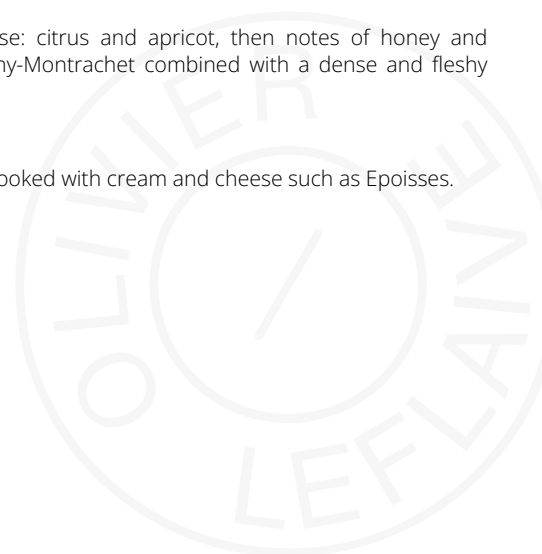 se: citrus and apricot, then notes of honey and
ny-Montrachet combined with a dense and fleshy
ooked with cream and cheese such as Epoisses.
OLIVIER LEFLAIVE